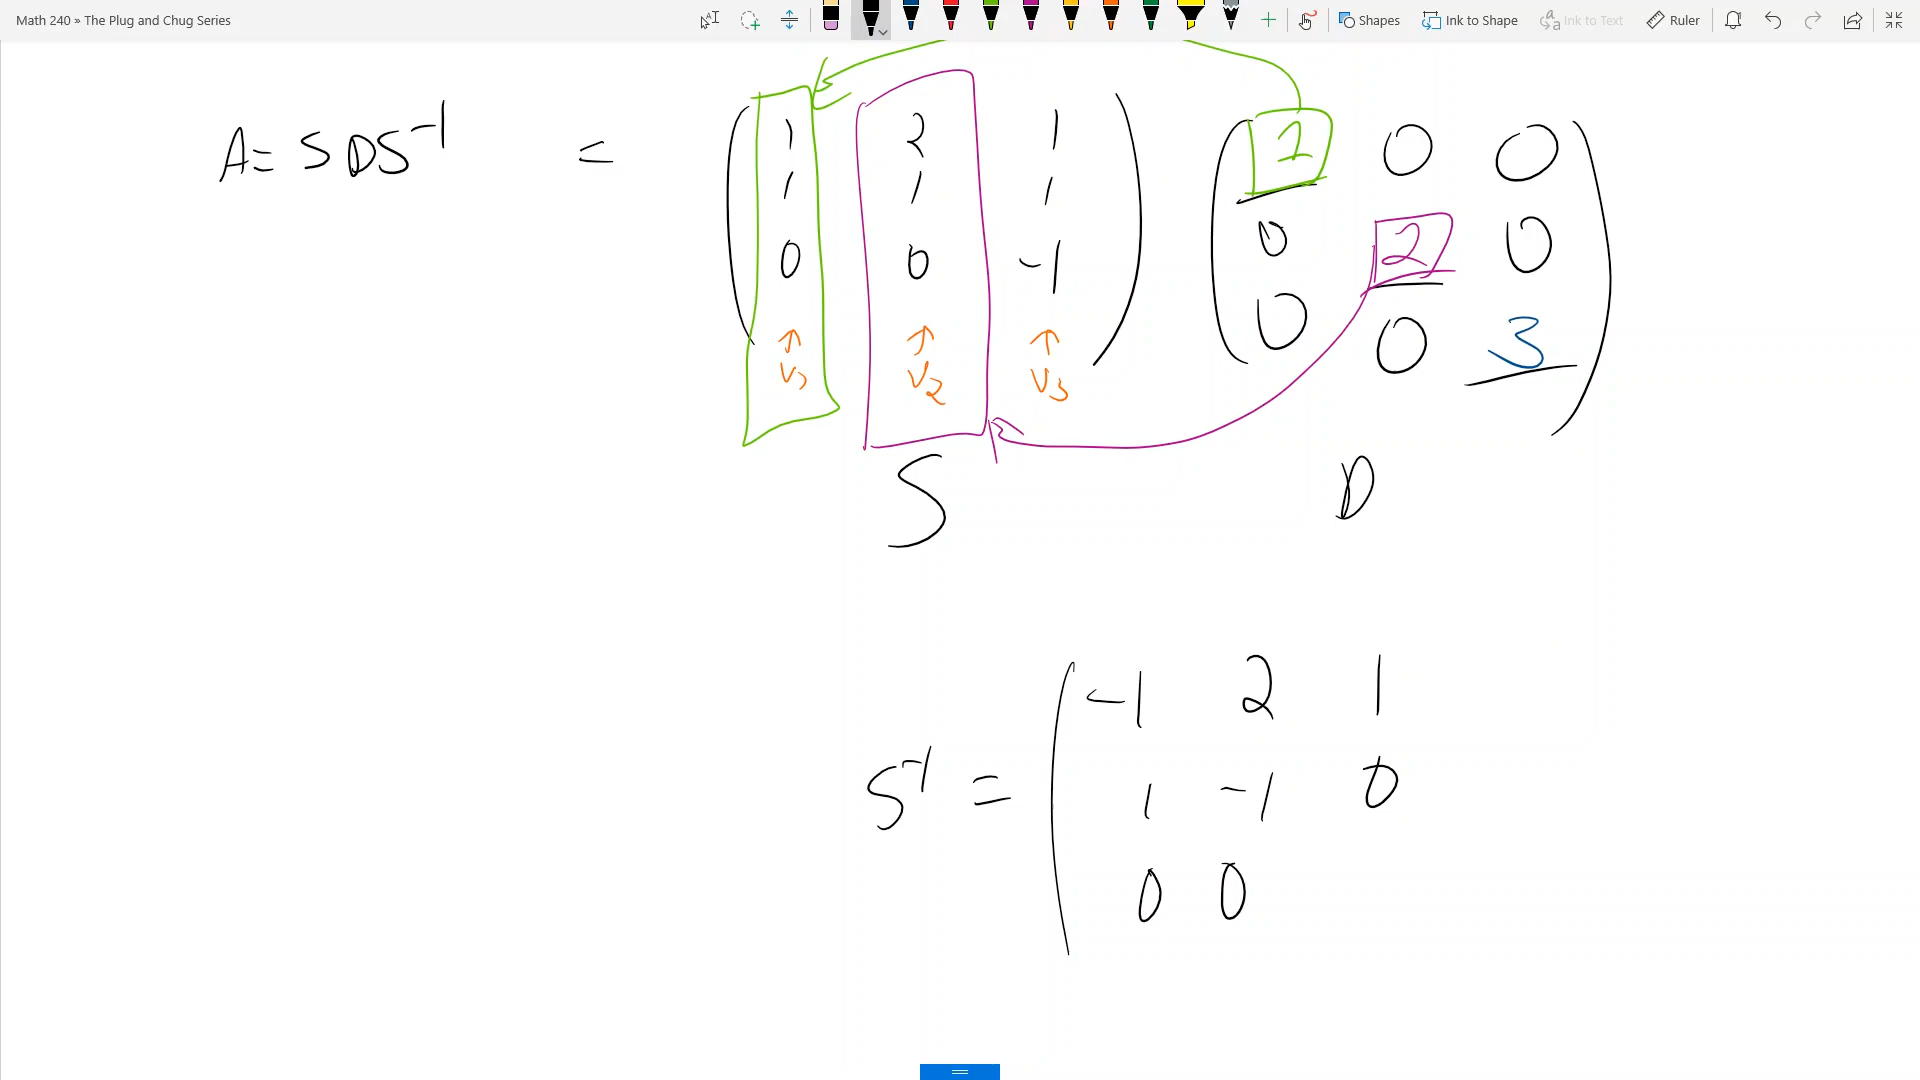 Math 240 » The Plug and Chug Series
Shapes Ink to Shape Ink to Text Ruler
A = S D S⁻¹ =
1 2 1 1 0 0
1 1 1 0 2 0
0 0 -1 0 0 3
↑ ↑ ↑
V₁ V₂ V₃
S D
-1 2 1
S⁻¹ = 1 -1 0
0 0